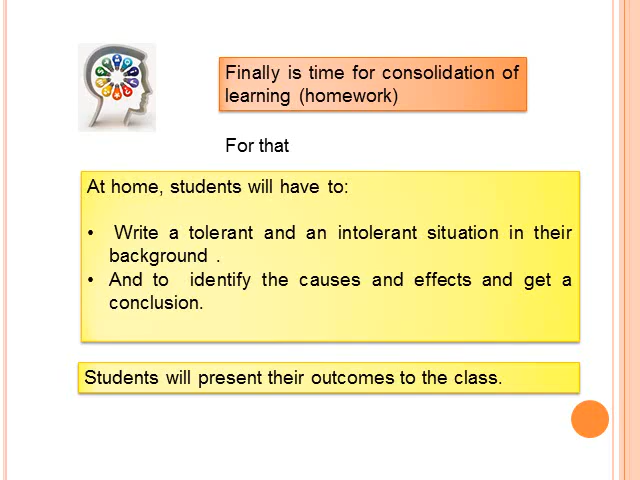 Finally is time for consolidation of
learning (homework)
For that
At home, students will have to:
• Write a tolerant and an intolerant situation in their
background .
• And to identify the causes and effects and get a
conclusion.
Students will present their outcomes to the class.